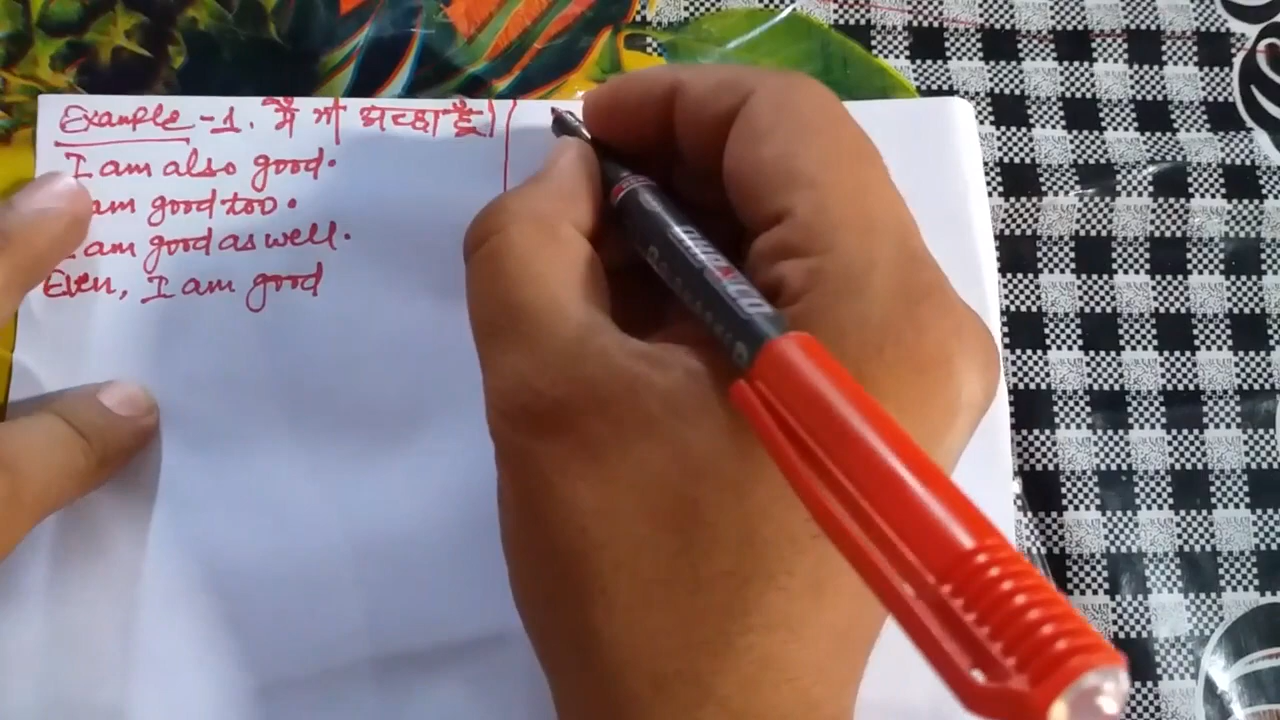 Example-1. मैं भी अच्छा हूँ।
I am also good.
am good too.
I am good as well.
Even, I am good